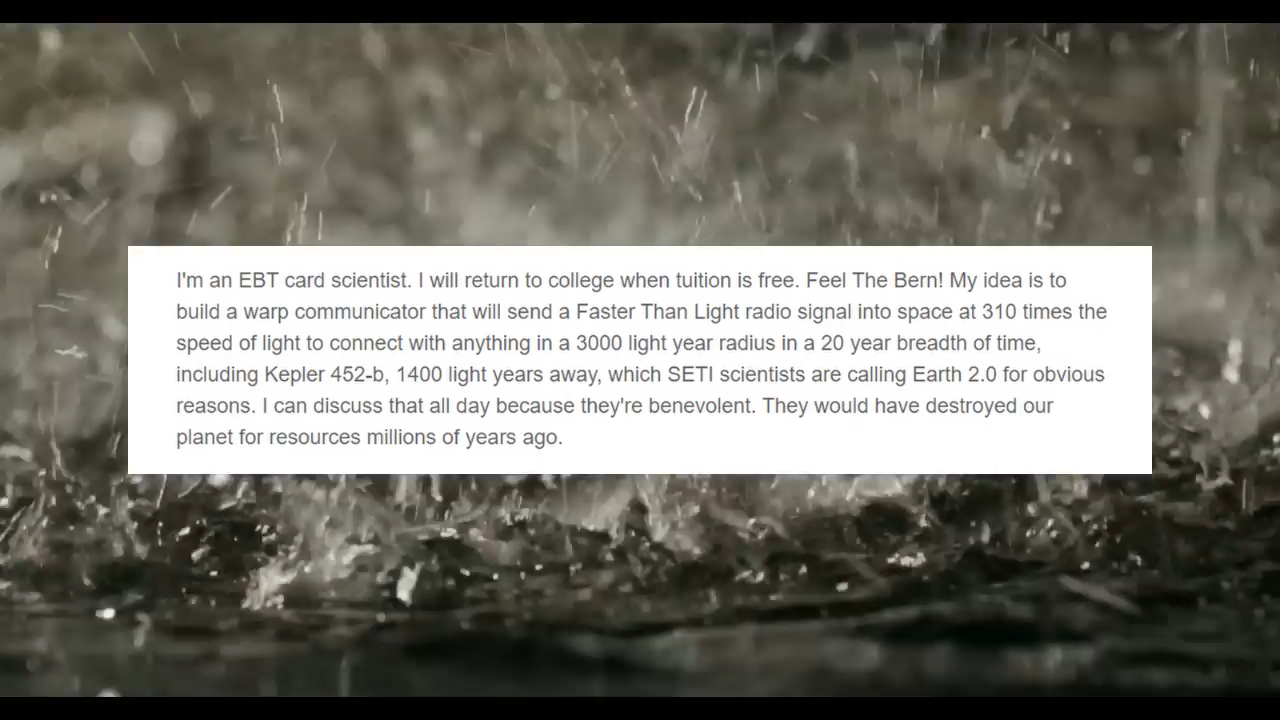 I'm an EBT card scientist. I will return to college when tuition is free. Feel The Bern! My idea is to
build a warp communicator that will send a Faster Than Light radio signal into space at 310 times the
speed of light to connect with anything in a 3000 light year radius in a 20 year breadth of time,
including Kepler 452-b, 1400 light years away, which SETI scientists are calling Earth 2.0 for obvious
reasons. I can discuss that all day because they're benevolent. They would have destroyed our
planet for resources millions of years ago.